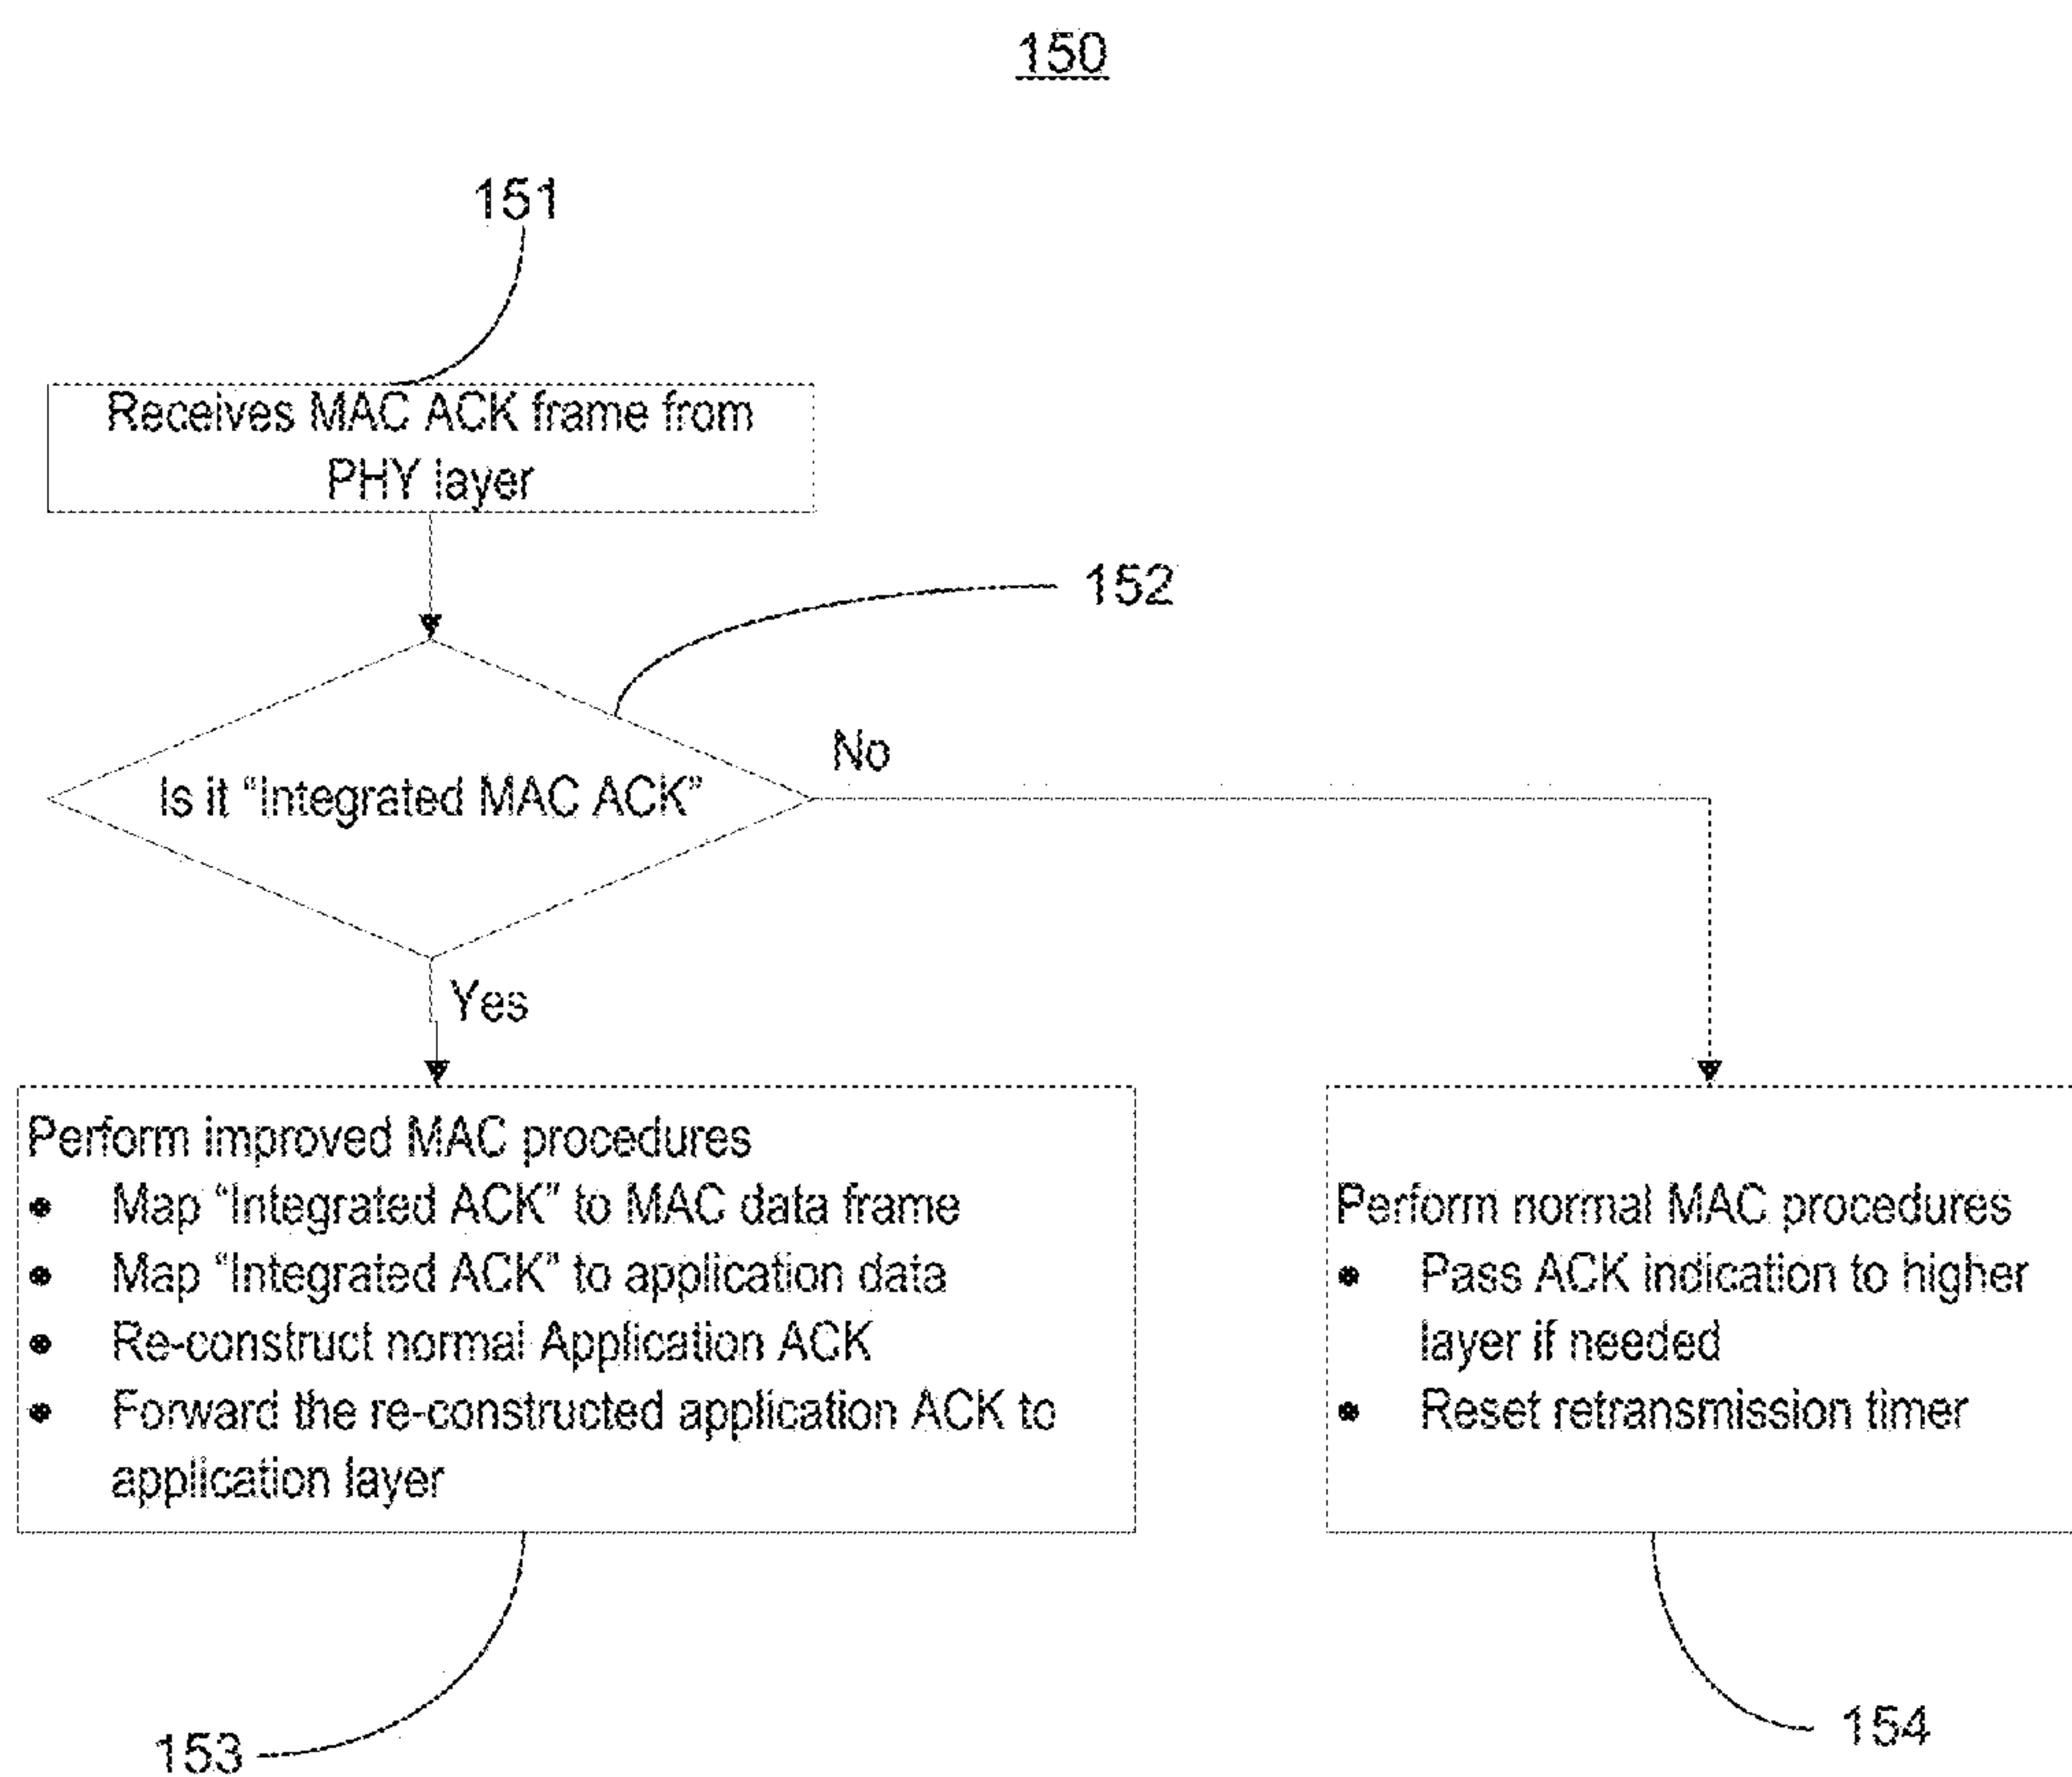 150
151
Receives MAC ACK frame from
PHY layer
152
No
Is it “Integrated MAC ACK”
Yes
Perform improved MAC procedures
• Map “Integrated ACK” to MAC data frame
• Map “Integrated ACK” to application data
• Re-construct normal Application ACK
• Forward the re-constructed application ACK to
application layer
Perform normal MAC procedures
• Pass ACK indication to higher
layer if needed
• Reset retransmission timer
153
154